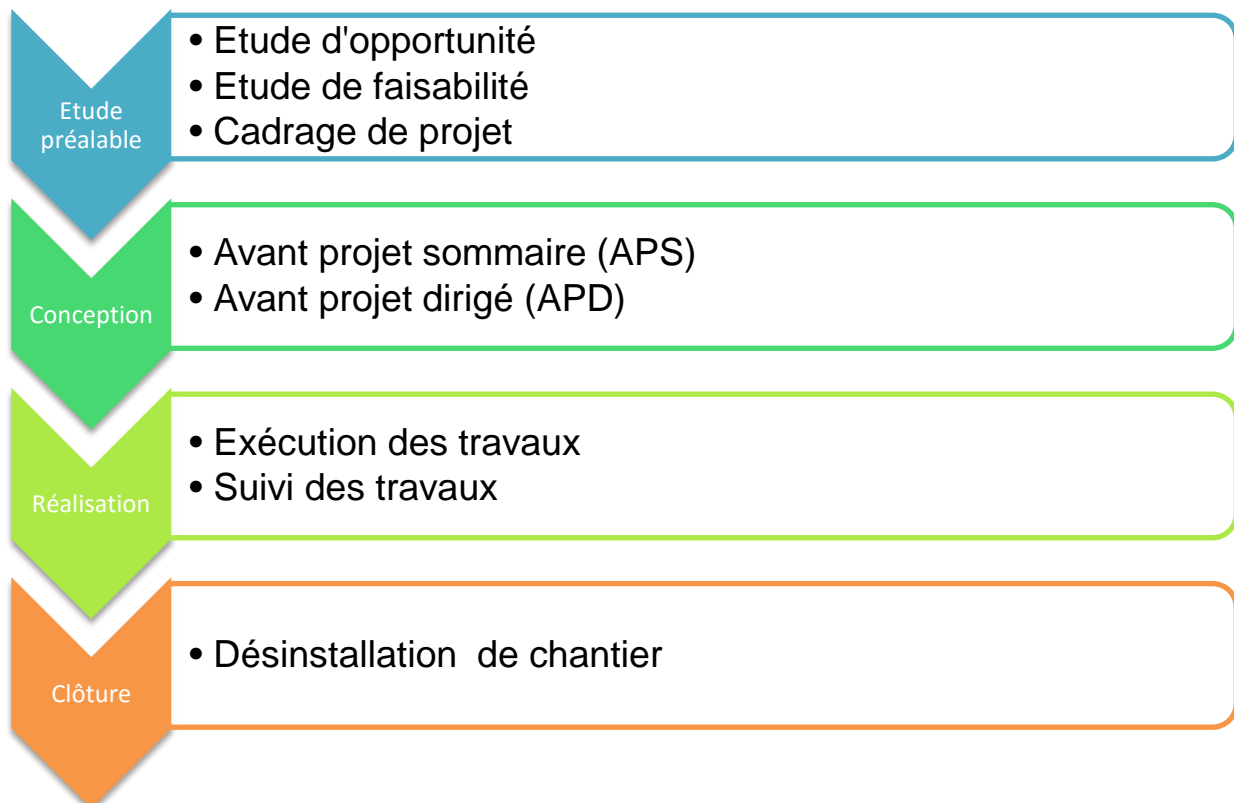 Etude
préalable
• Etude d'opportunité
• Etude de faisabilité
• Cadrage de projet
Conception
• Avant projet sommaire (APS)
• Avant projet dirigé (APD)
Réalisation
• Exécution des travaux
• Suivi des travaux
Clôture
• Désinstallation  de chantier